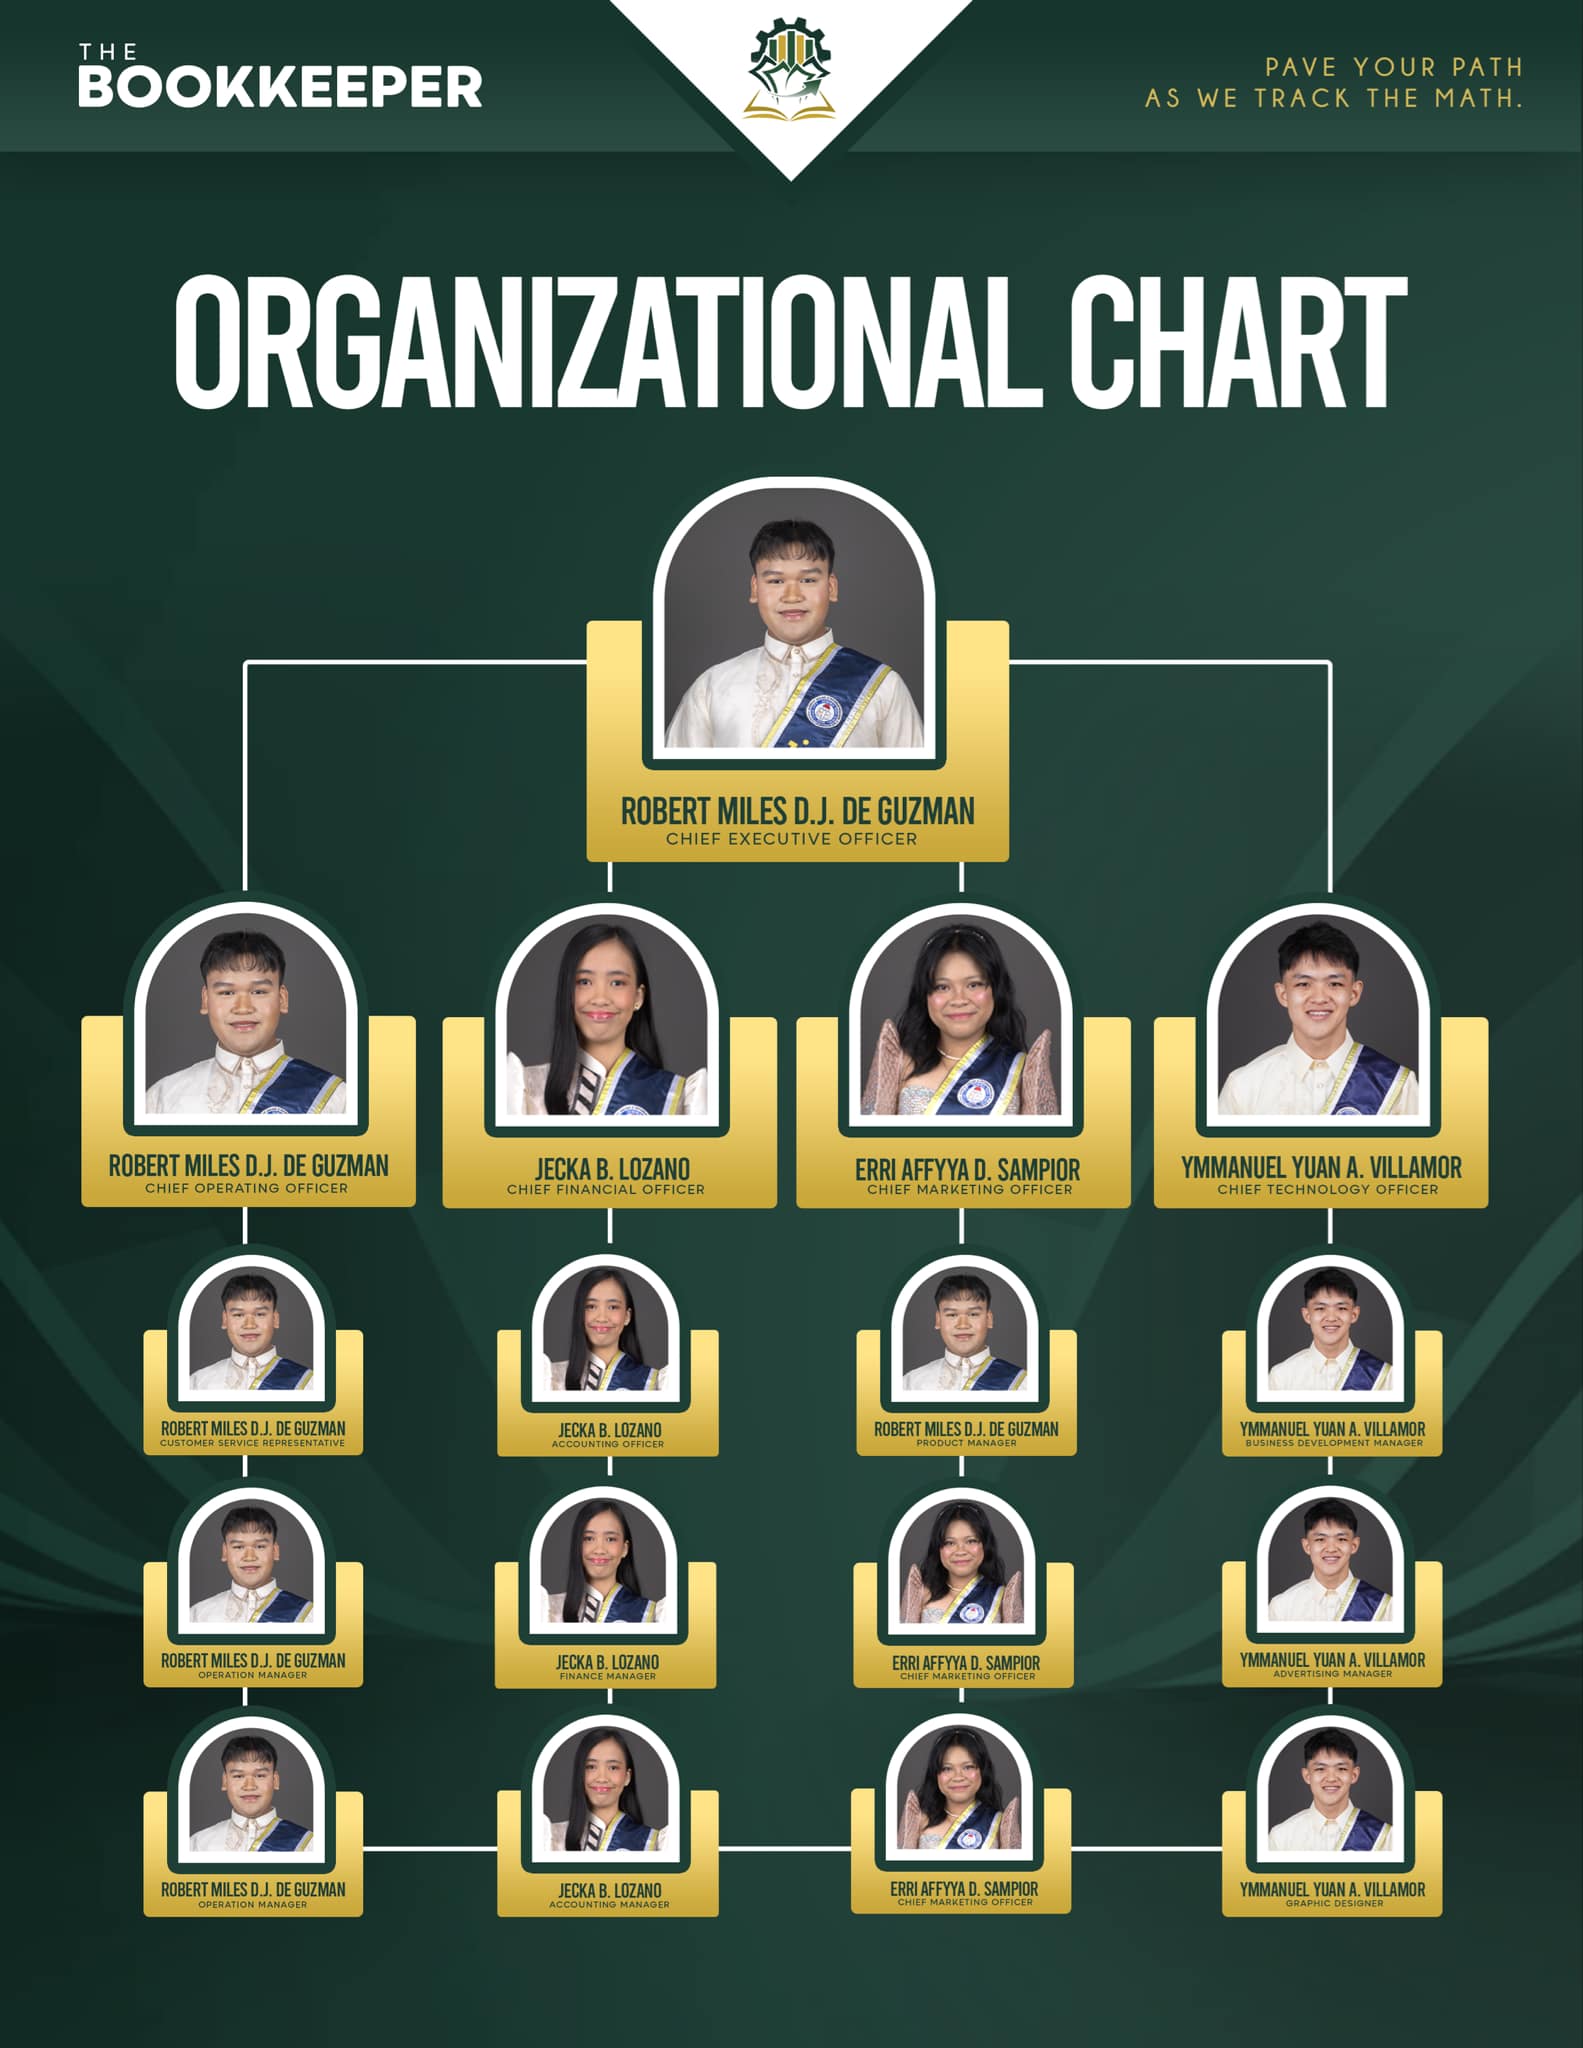 THE
BOOKKEEPER
PAVE YOUR PATH
AS WE TRACK THE MATH.
ORGANIZATIONAL CHART
ROBERT MILES D.J. DE GUZMAN
CHIEF EXECUTIVE OFFICER
ROBERT MILES D.J. DE GUZMAN
CHIEF OPERATING OFFICER
JECKA B. LOZANO
CHIEF FINANCIAL OFFICER
ERRI AFFYYA D. SAMPIOR
CHIEF MARKETING OFFICER
YMMANUEL YUAN A. VILLAMOR
CHIEF TECHNOLOGY OFFICER
ROBERT MILES D.J. DE GUZMAN
CUSTOMER SERVICE REPRESENTATIVE
JECKA B. LOZANO
ACCOUNTING OFFICER
ROBERT MILES D.J. DE GUZMAN
PRODUCT MANAGER
YMMANUEL YUAN A. VILLAMOR
BUSINESS DEVELOPMENT MANAGER
ROBERT MILES D.J. DE GUZMAN
OPERATION MANAGER
JECKA B. LOZANO
FINANCE MANAGER
ERRI AFFYYA D. SAMPIOR
CHIEF MARKETING OFFICER
YMMANUEL YUAN A. VILLAMOR
ADVERTISING MANAGER
ROBERT MILES D.J. DE GUZMAN
OPERATION MANAGER
JECKA B. LOZANO
ACCOUNTING MANAGER
ERRI AFFYYA D. SAMPIOR
CHIEF MARKETING OFFICER
YMMANUEL YUAN A. VILLAMOR
GRAPHIC DESIGNER